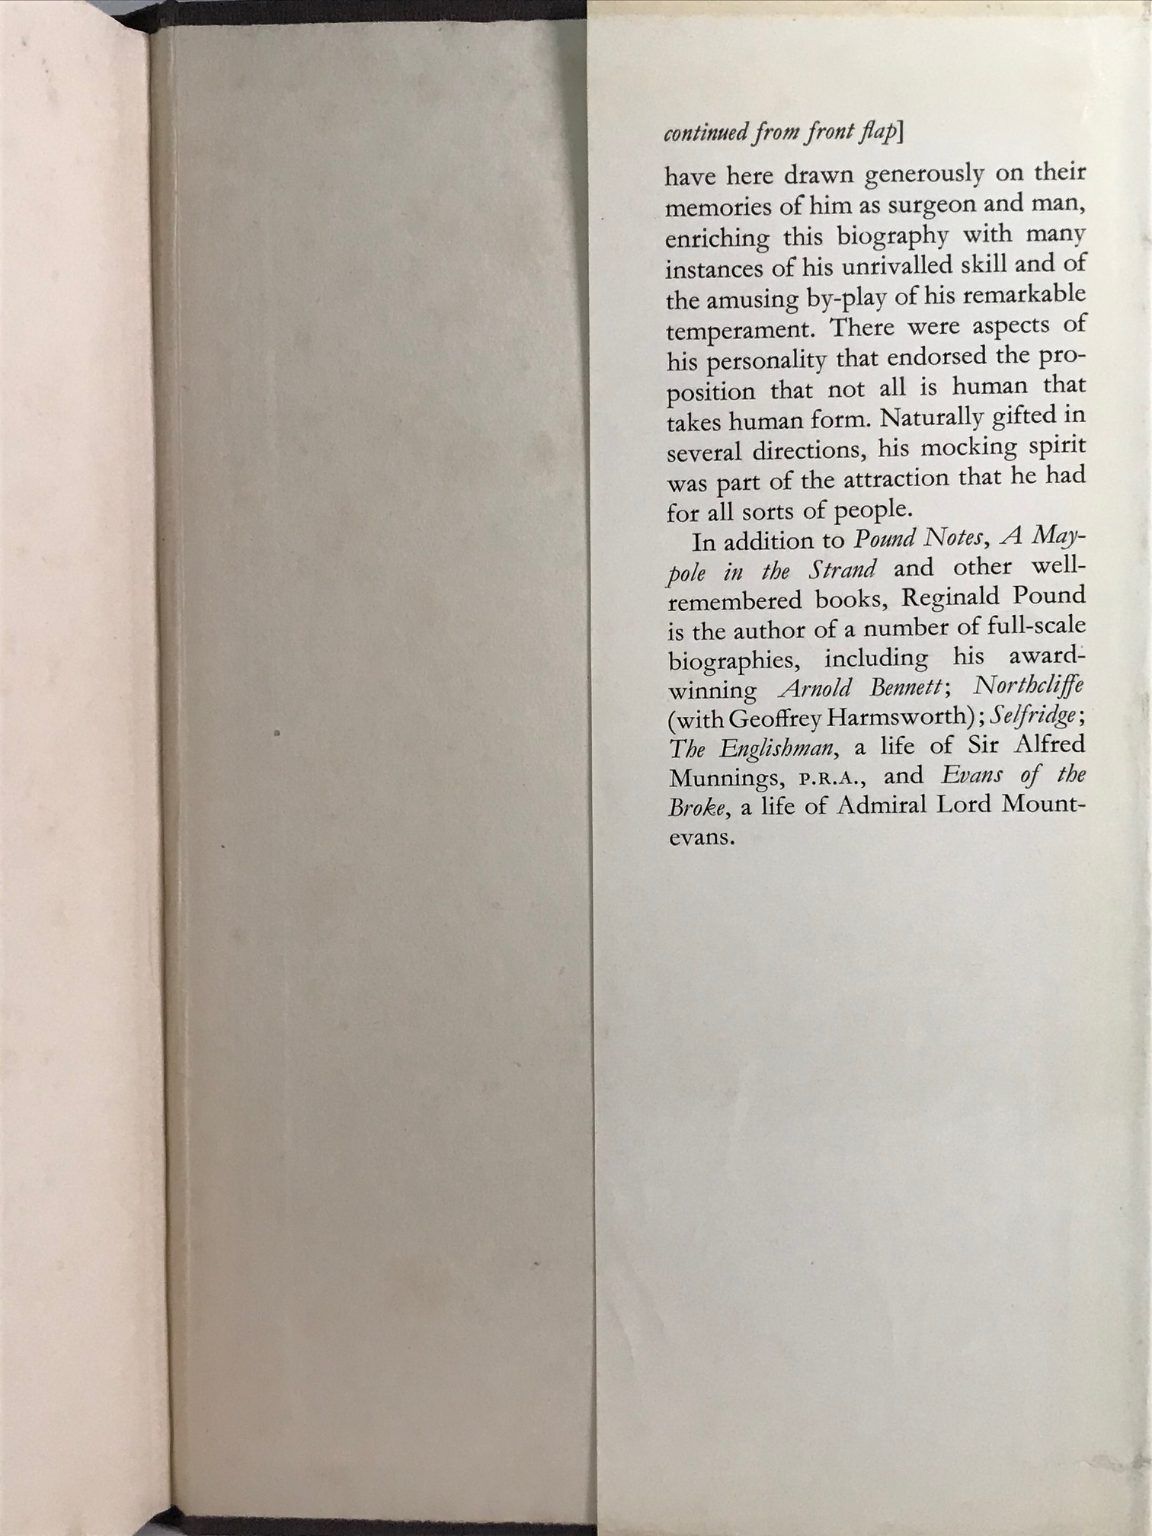 continued from front flap]
have here drawn generously on their
memories of him as surgeon and man,
enriching this biography with many
instances of his unrivalled skill and of
the amusing by-play of his remarkable
temperament. There were aspects of
his personality that endorsed the pro-
position that not all is human that
takes human form. Naturally gifted in
several directions, his mocking spirit
was part of the attraction that he had
for all sorts of people.
In addition to Pound Notes, A May-
pole in the Strand and other well-
remembered books, Reginald Pound
is the author of a number of full-scale
biographies, including his award-
winning Arnold Bennett; Northcliffe
(with Geoffrey Harmsworth); Selfridge;
The Englishman, a life of Sir Alfred
Munnings, P.R.A., and Evans of the
Broke, a life of Admiral Lord Mount-
evans.